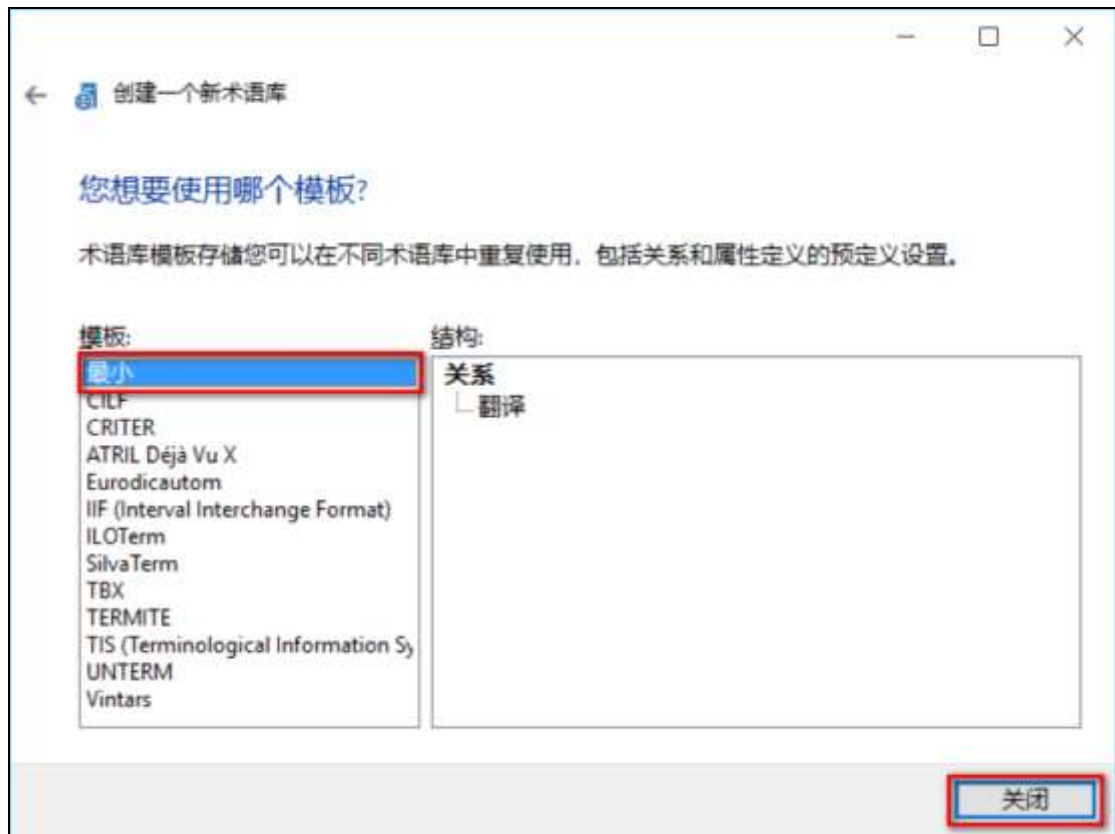 创建一个新术语库
您想要使用哪个模板?
术语库模板存储您可以在不同术语库中重复使用，包括关系和属性定义的预定义设置。
模板:
结构:
最小
CILF
CRITER
ATRIL Déjà Vu X
Eurodicautom
IIF (Interval Interchange Format)
ILOTerm
SilvaTerm
TBX
TERMITE
TIS (Terminological Information Sy
UNTERM
Vintars
关系
翻译
关闭